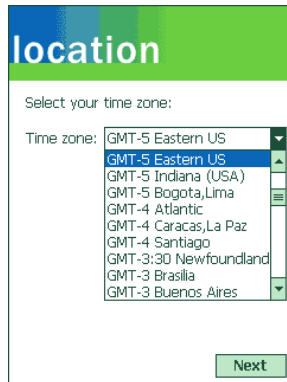 location
Select your time zone:
Time zone: GMT-5 Eastern US
GMT-5 Eastern US
GMT-5 Indiana (USA)
GMT-5 Bogota,Lima
GMT-4 Atlantic
GMT-4 Caracas,La Paz
GMT-4 Santiago
GMT-3:30 Newfoundland
GMT-3 Brasilia
GMT-3 Buenos Aires
Next